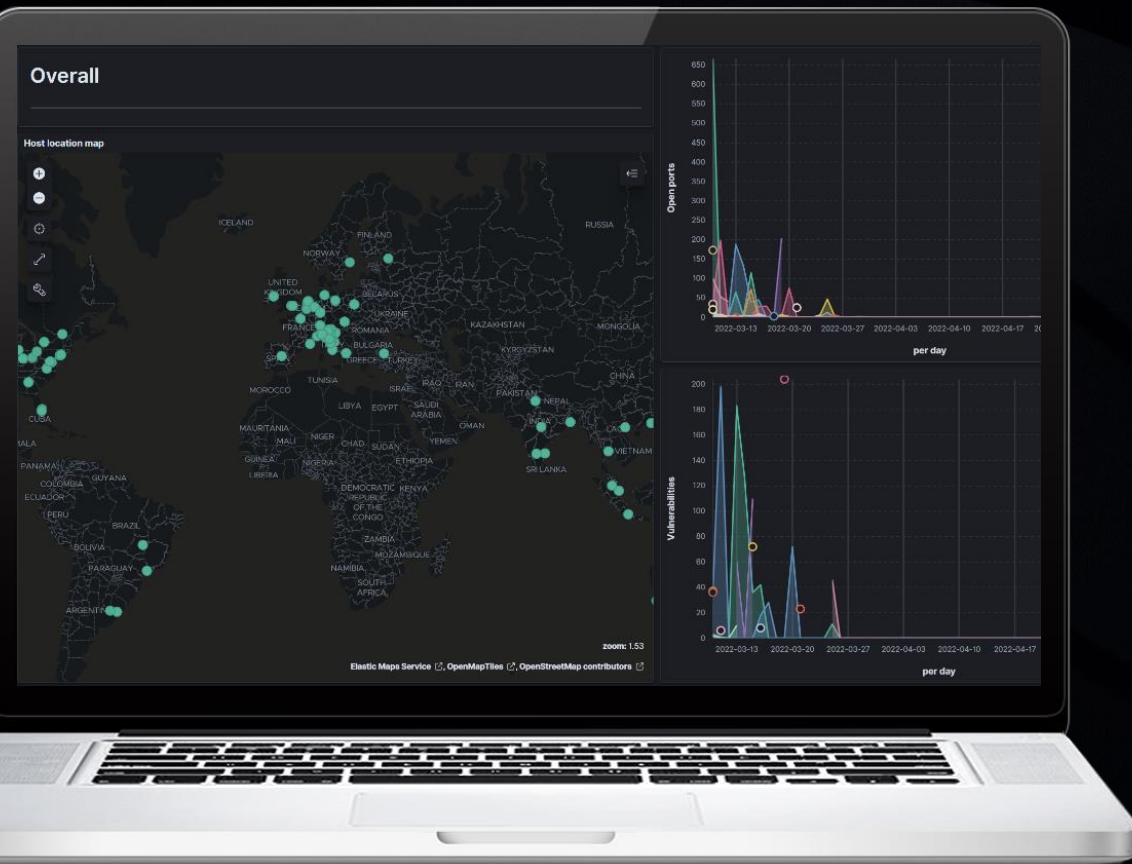 Overall
Host location map
ICELAND
RUSSIA
FINLAND
NORWAY
UNITED
KINGDOM
BELARUS
UKRAINE
FRANCE
ROMANIA
KAZAKHSTAN
MONGOLIA
BULGARIA
KYRGYZSTAN
GREECE
TURKEY
TUNISIA
CHINA
MOROCCO
ISRAEL
IRAQ
IRAN
PAKISTAN
NEPAL
LIBYA
EGYPT
SAUDI
ARABIA
CUBA
OMAN
INDIA
MAURITANIA
MALI
NIGER
CHAD
SUDAN
YEMEN
VIETNAM
GUINEA
NIGERIA
ETHIOPIA
SRI LANKA
PANAMA
LIBERIA
GUYANA
COLOMBIA
DEMOCRATIC
REPUBLIC
OF THE
CONGO
KENYA
ECUADOR
PERU
BRAZIL
ZAMBIA
BOLIVIA
MOZAMBIQUE
PARAGUAY
NAMIBIA
SOUTH
AFRICA
zoom: 1.53
Elastic Maps Service, OpenMapTiles, OpenStreetMap contributors
650
600
550
500
450
400
350
300
250
200
150
100
50
0
Open ports
2022-03-13 2022-03-20 2022-03-27 2022-04-03 2022-04-10 2022-04-17 20
per day
200
180
160
140
120
100
80
60
40
20
0
Vulnerabilities
2022-03-13 2022-03-20 2022-03-27 2022-04-03 2022-04-10 2022-04-17
per day